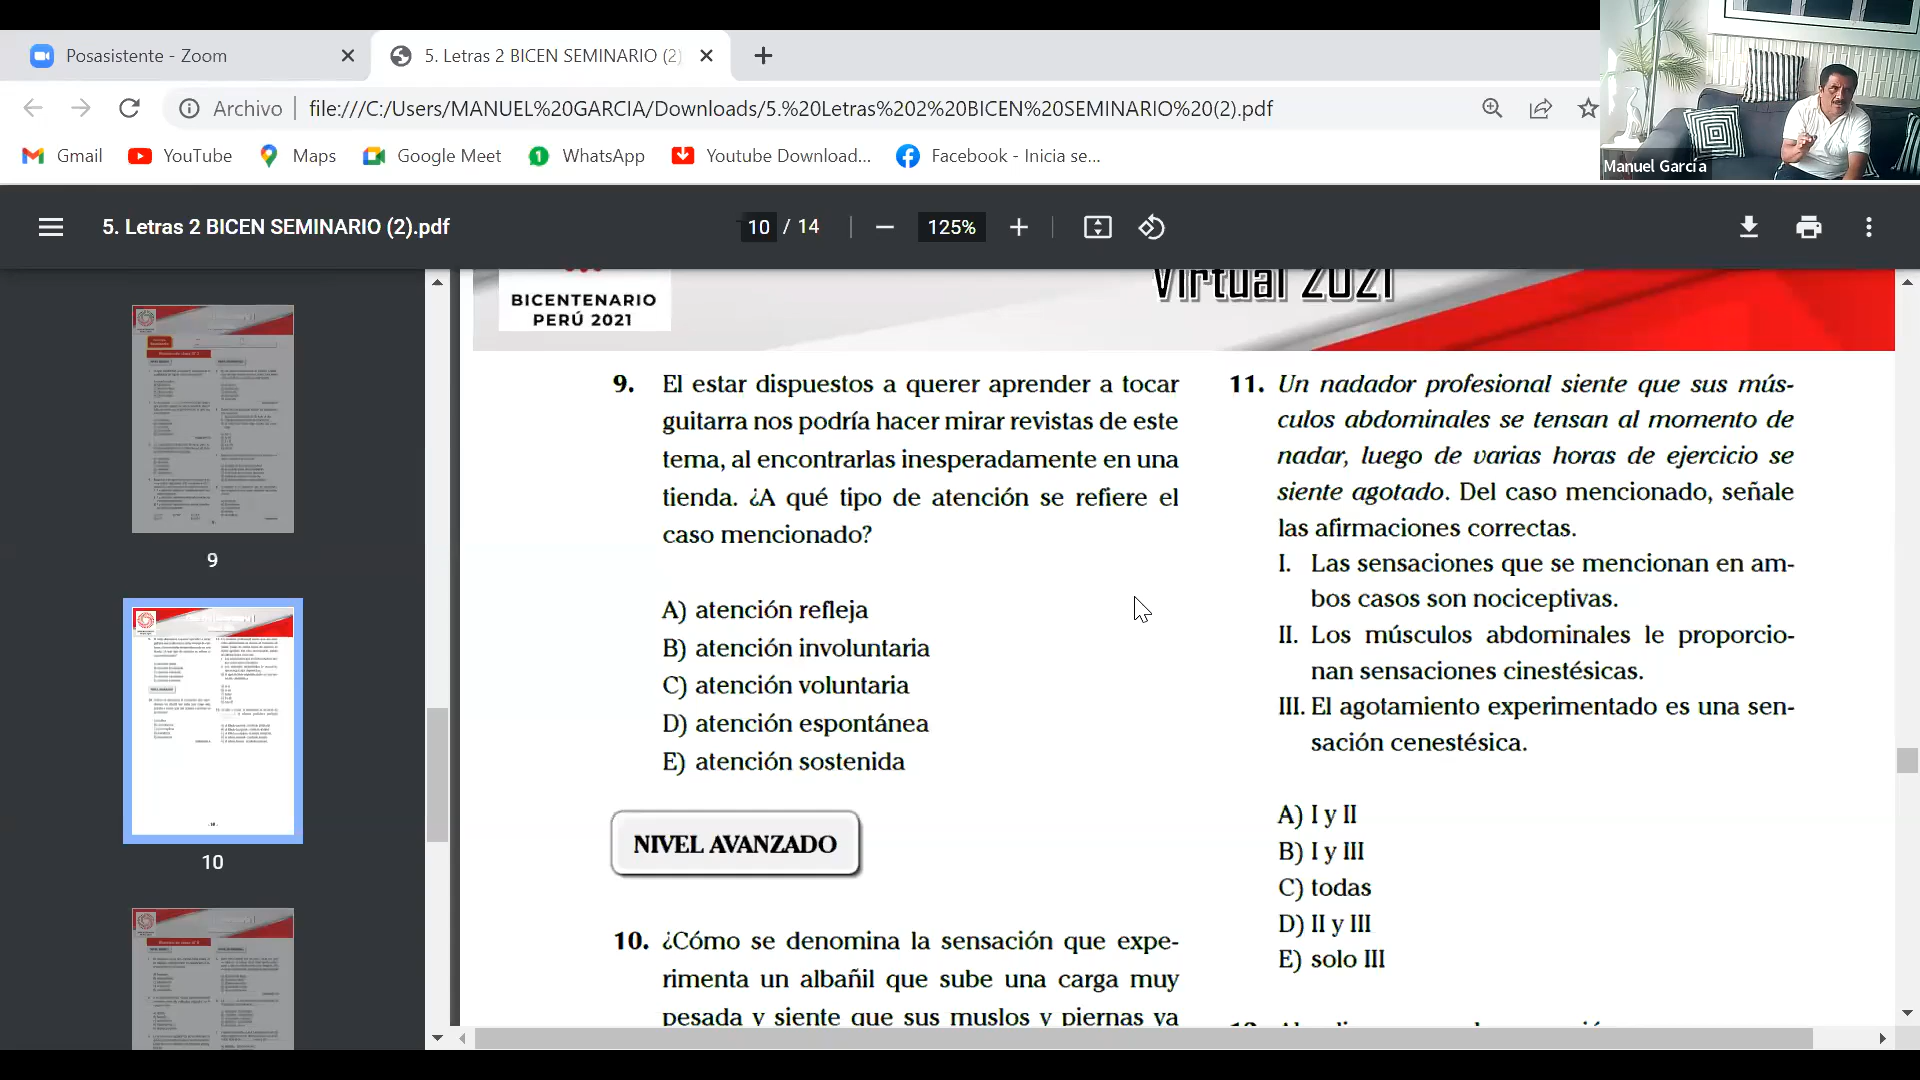 Posasistente - Zoom
5. Letras 2 BICEN SEMINARIO (2)
Archivo
file:///C:/Users/MANUEL%20GARCIA/Downloads/5.%20Letras%202%20BICEN%20SEMINARIO%20(2).pdf
Gmail
YouTube
Maps
Google Meet
WhatsApp
Youtube Download...
Facebook - Inicia se...
Manuel García
5. Letras 2 BICEN SEMINARIO (2).pdf
10 / 14
125%
9
10
BICENTENARIO
PERÚ 2021
Virtual 2021
9. El estar dispuestos a querer aprender a tocar
guitarra nos podría hacer mirar revistas de este
tema, al encontrarlas inesperadamente en una
tienda. ¿A qué tipo de atención se refiere el
caso mencionado?
A) atención refleja
B) atención involuntaria
C) atención voluntaria
D) atención espontánea
E) atención sostenida
NIVEL AVANZADO
10. ¿Cómo se denomina la sensación que expe-
rimenta un albañil que sube una carga muy
pesada y siente que sus muslos y piernas ya
11. Un nadador profesional siente que sus mús-
culos abdominales se tensan al momento de
nadar, luego de varias horas de ejercicio se
siente agotado. Del caso mencionado, señale
las afirmaciones correctas.
I. Las sensaciones que se mencionan en am-
bos casos son nociceptivas.
II. Los músculos abdominales le proporcio-
nan sensaciones cinestésicas.
III. El agotamiento experimentado es una sen-
sación cenestésica.
A) I y II
B) I y III
C) todas
D) II y III
E) solo III